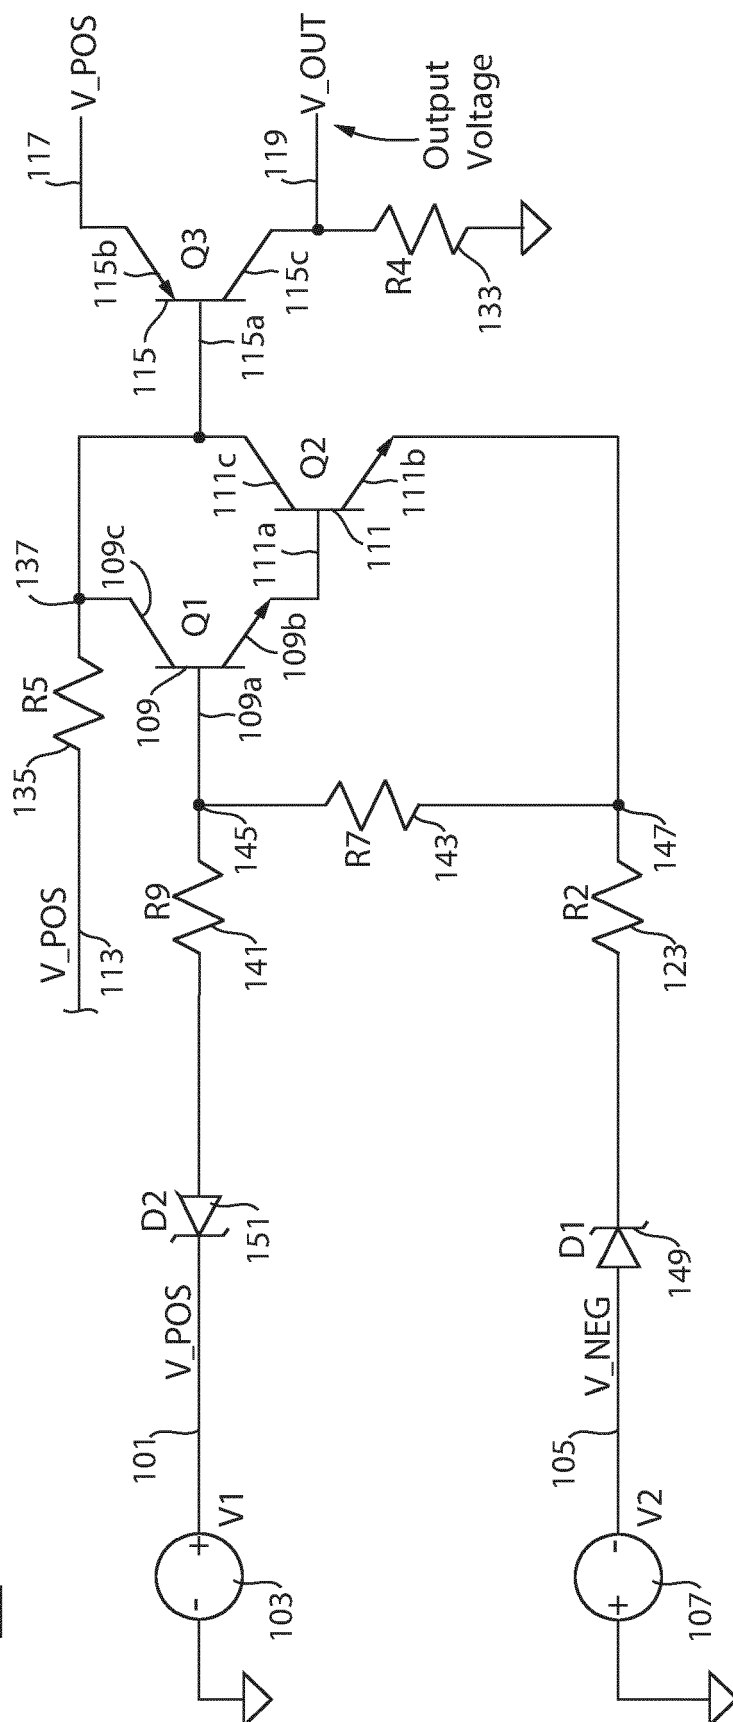 V_POS
117
V_OUT
119
Output
Voltage
115b
Q3
115c
R4
133
115
115a
137
109c
Q1
109b
109
109a
111c
Q2
111b
111a
111
R5
135
V_POS
113
145
R7
143
147
R9
141
R2
123
D2
151
D1
149
V_POS
101
V_NEG
105
+
-
V1
103
-
+
V2
107